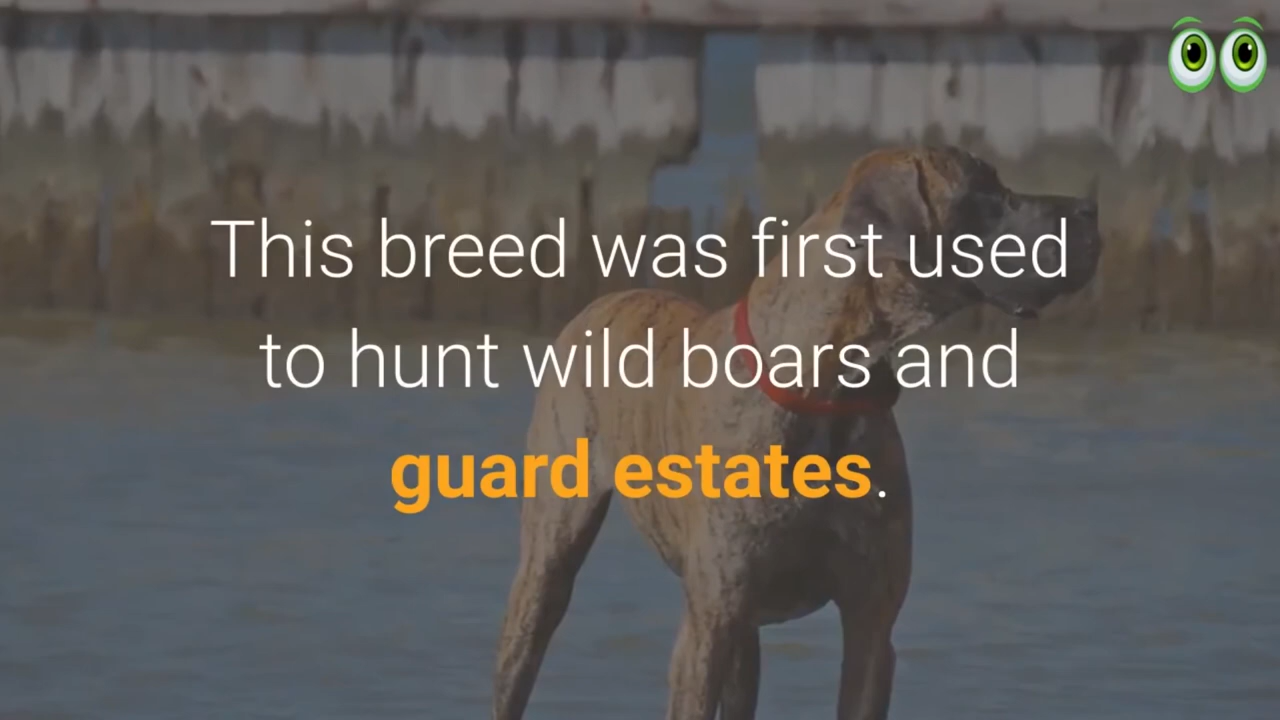 This breed was first used
to hunt wild boars and
guard estates.